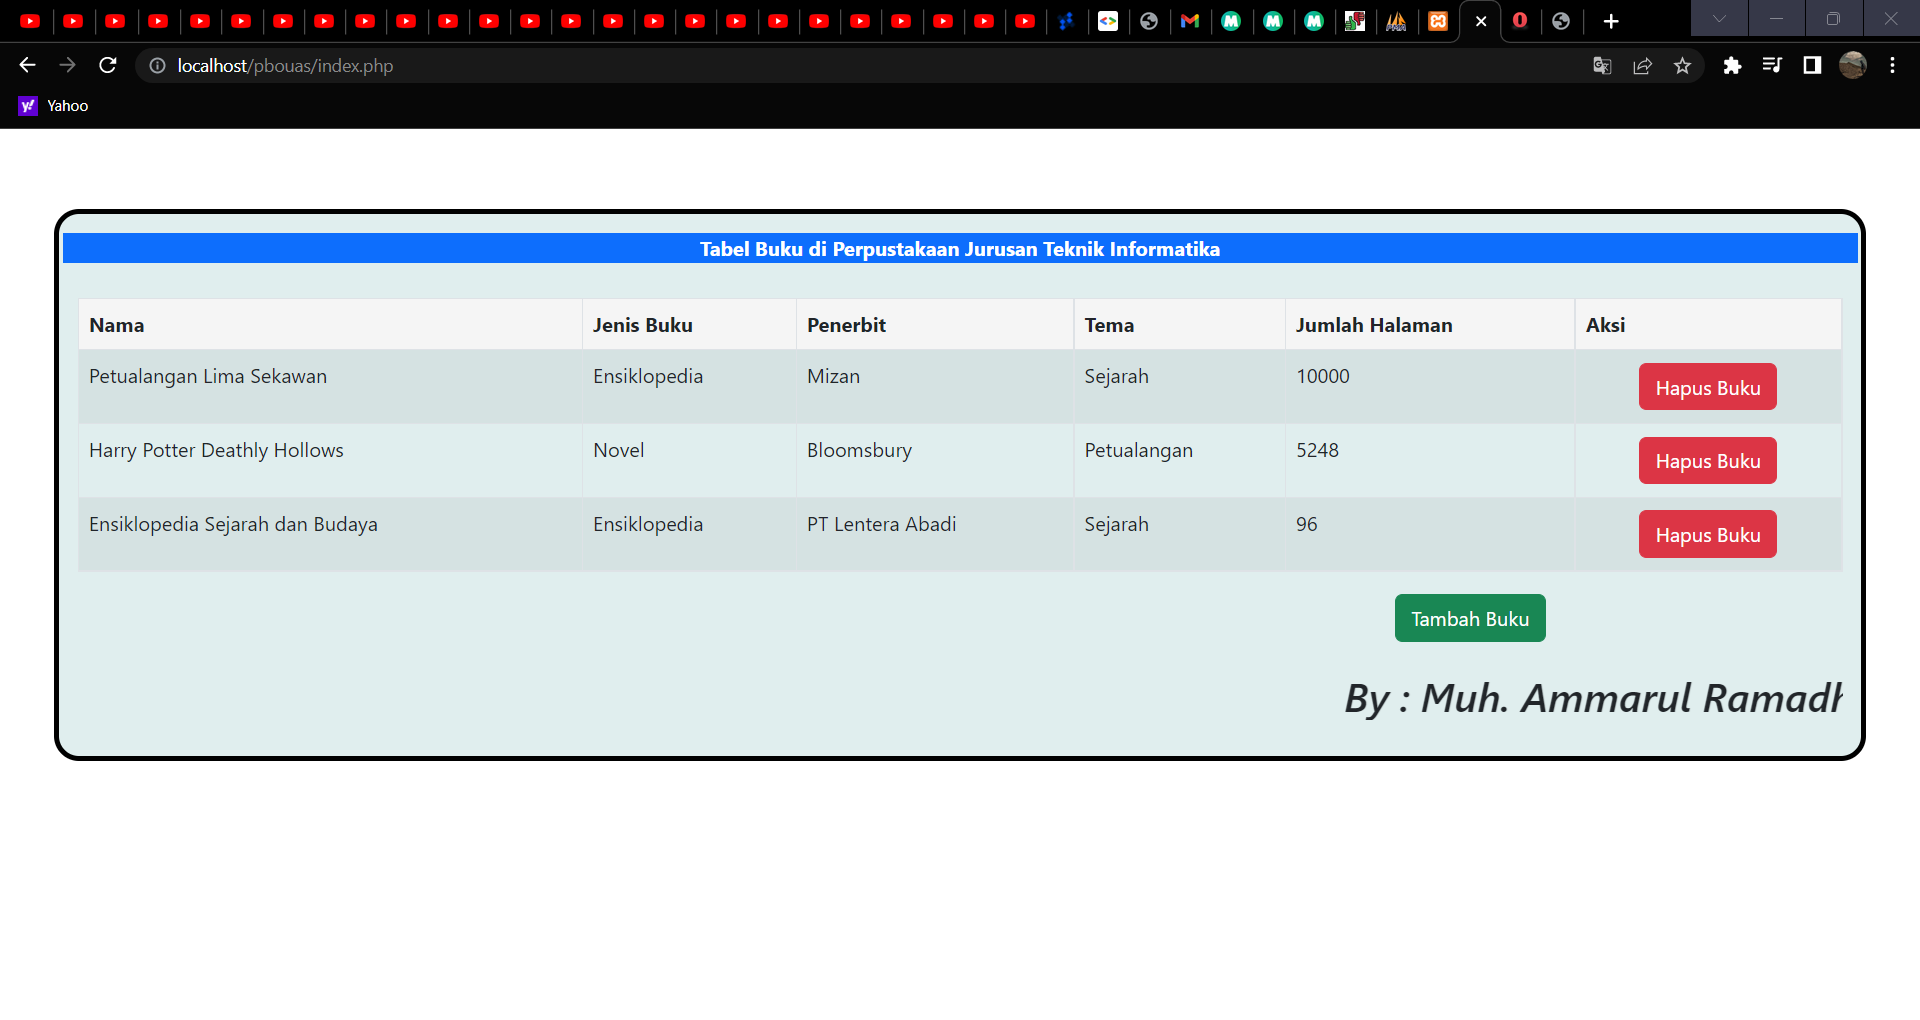 localhost/pbouas/index.php
Yahoo
Tabel Buku di Perpustakaan Jurusan Teknik Informatika
Nama Jenis Buku Penerbit Tema Jumlah Halaman Aksi
Petualangan Lima Sekawan Ensiklopedia Mizan Sejarah 10000 Hapus Buku
Harry Potter Deathly Hollows Novel Bloomsbury Petualangan 5248 Hapus Buku
Ensiklopedia Sejarah dan Budaya Ensiklopedia PT Lentera Abadi Sejarah 96 Hapus Buku
Tambah Buku
By : Muh. Ammarul